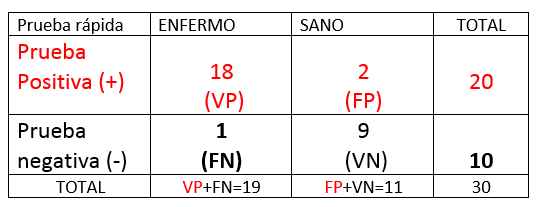 Prueba rápida ENFERMO SANO TOTAL
Prueba
Positiva (+) 18 2 20
(VP) (FP)
Prueba 1 9
negativa (-) (FN) (VN) 10
TOTAL VP+FN=19 FP+VN=11 30